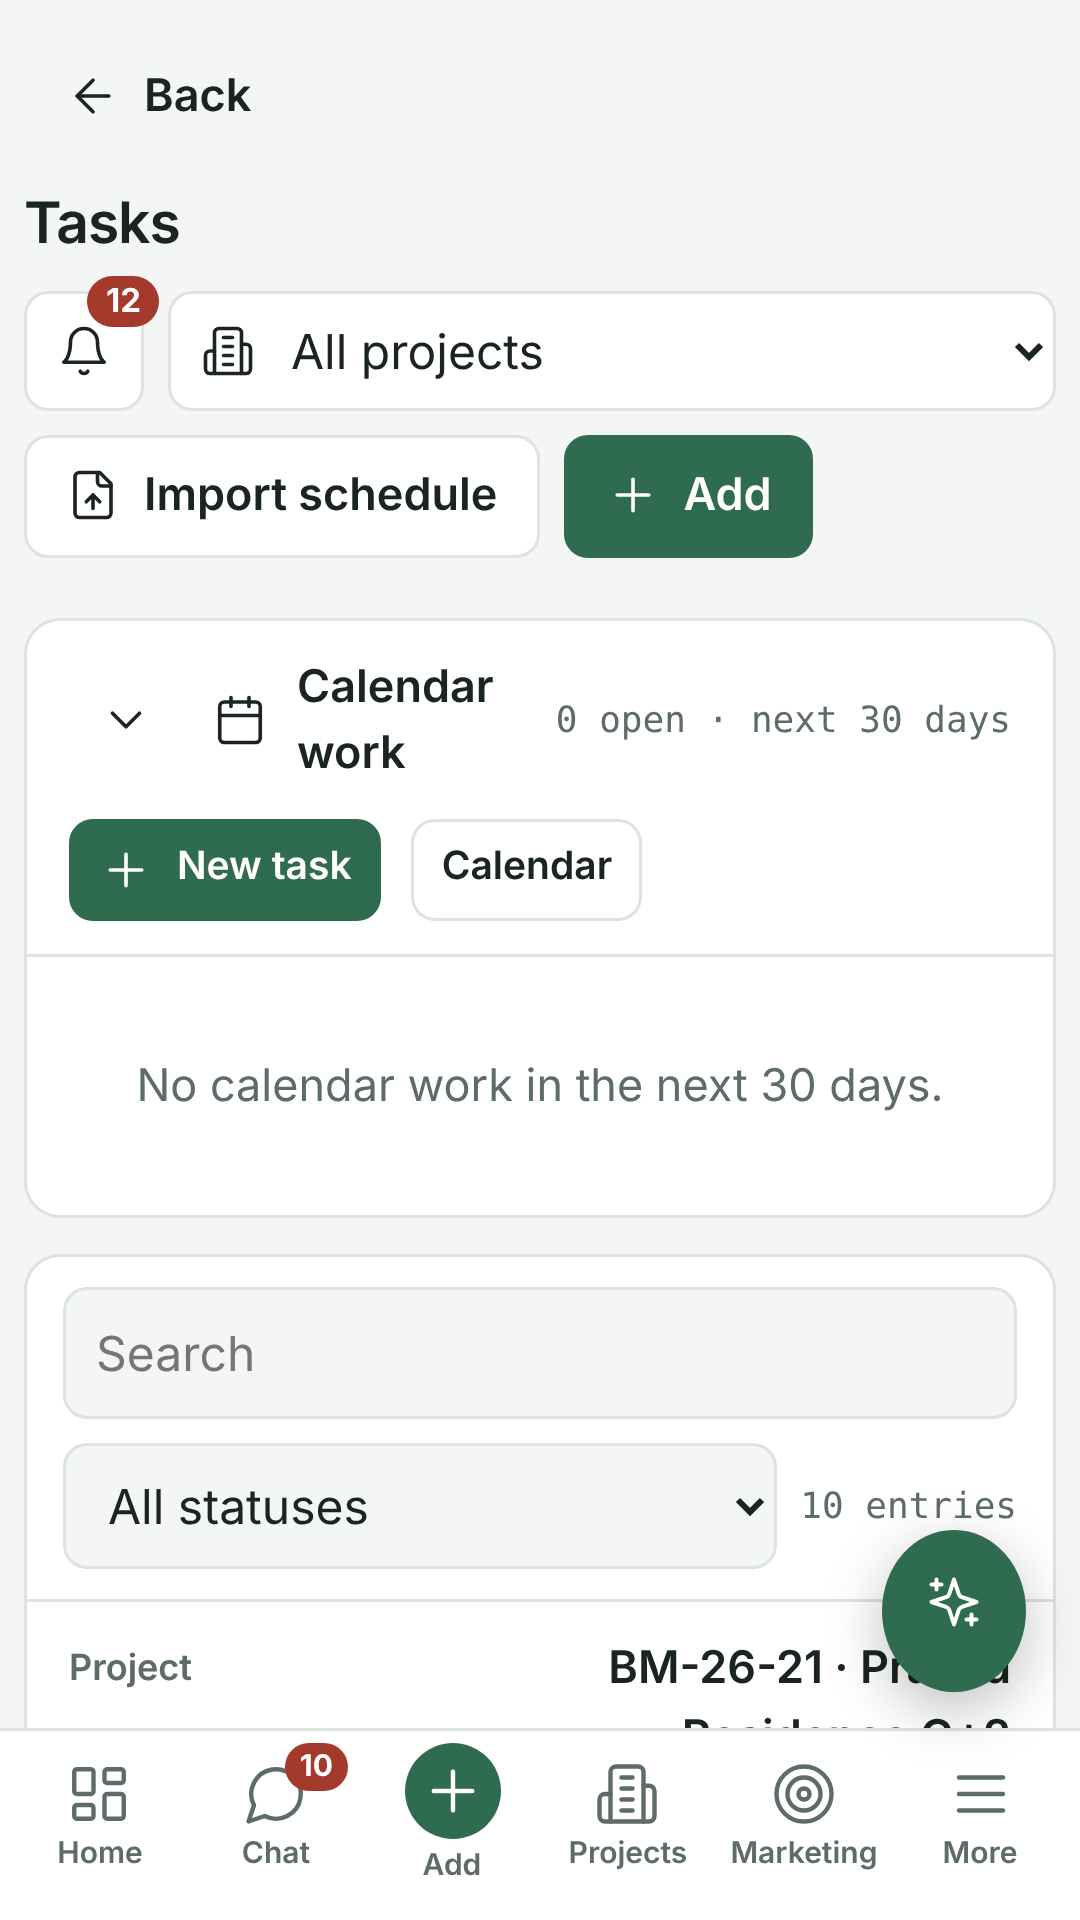 Back
Tasks
12
All projects
Import schedule
Add
Calendar
work
0 open · next 30 days
New task
Calendar
No calendar work in the next 30 days.
Search
All statuses
10 entries
Project
BM-26-21 ·
10
Home
Chat
Add
Projects
Marketing
More